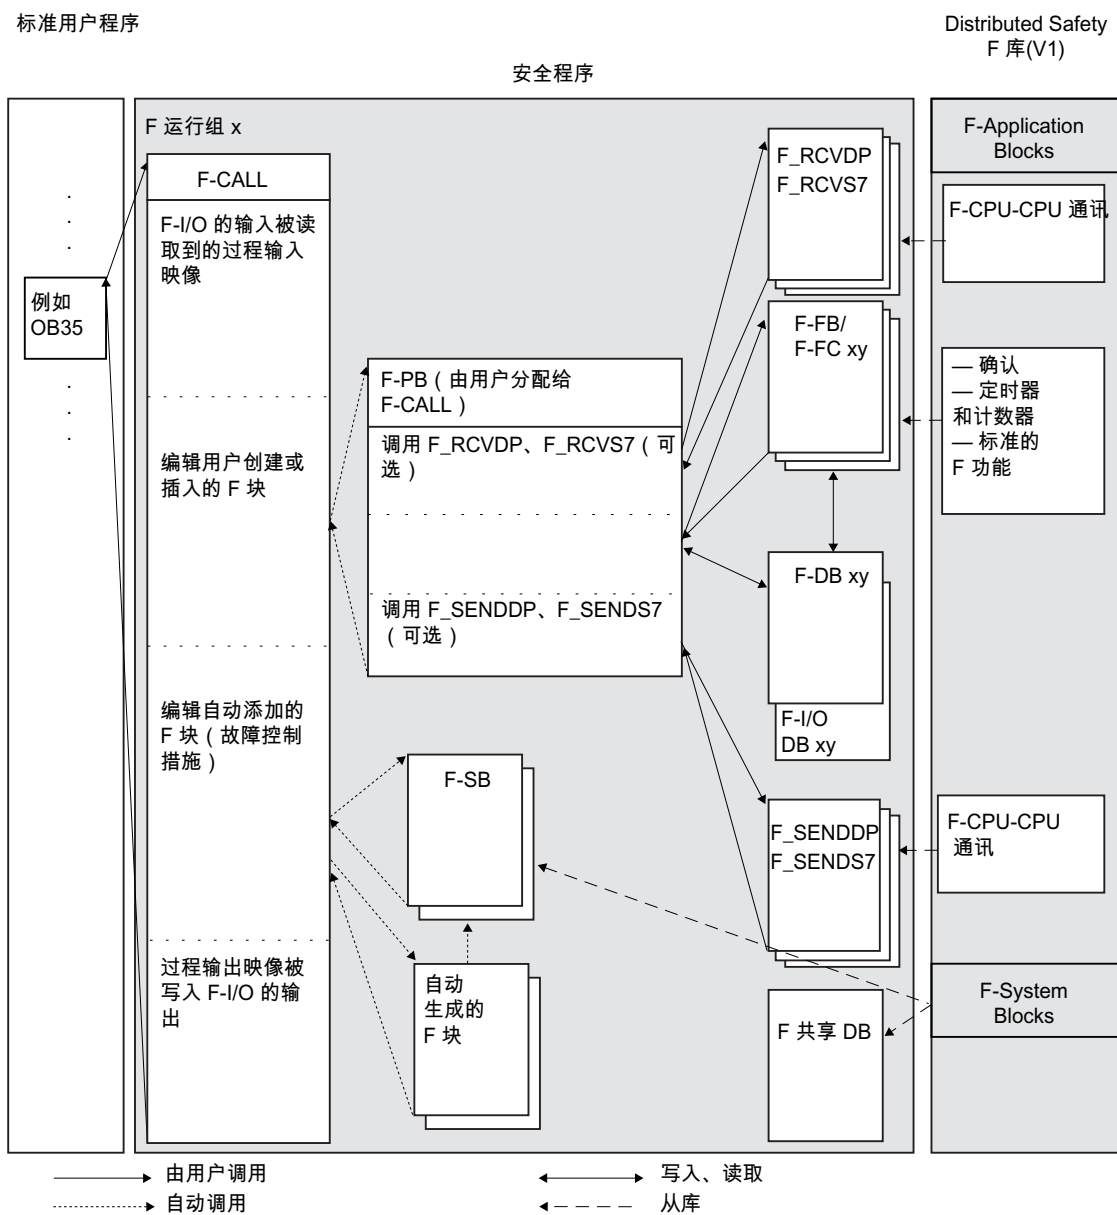 标准用户程序
Distributed Safety
F 库(V1)
安全程序
F 运行组 x
F-CALL
F-I/O 的输入被读
取到的过程输入
映像
编辑用户创建或
插入的 F 块
编辑自动添加的
F 块（故障控制
措施）
过程输出映像被
写入 F-I/O 的输
出
例如
OB35
F-PB（由用户分配给
F-CALL）
调用 F_RCVDP、F_RCVS7（可
选）
调用 F_SENDDP、F_SENDS7
（可选）
F-SB
自动
生成的
F 块
F_RCVDP
F_RCVS7
F-FB/
F-FC xy
F-DB xy
F-I/O
DB xy
F_SENDDP
F_SENDS7
F 共享 DB
F-Application
Blocks
F-CPU-CPU 通讯
— 确认
— 定时器
和计数器
— 标准的
F 功能
F-CPU-CPU
通讯
F-System
Blocks
由用户调用
自动调用
写入、读取
从库